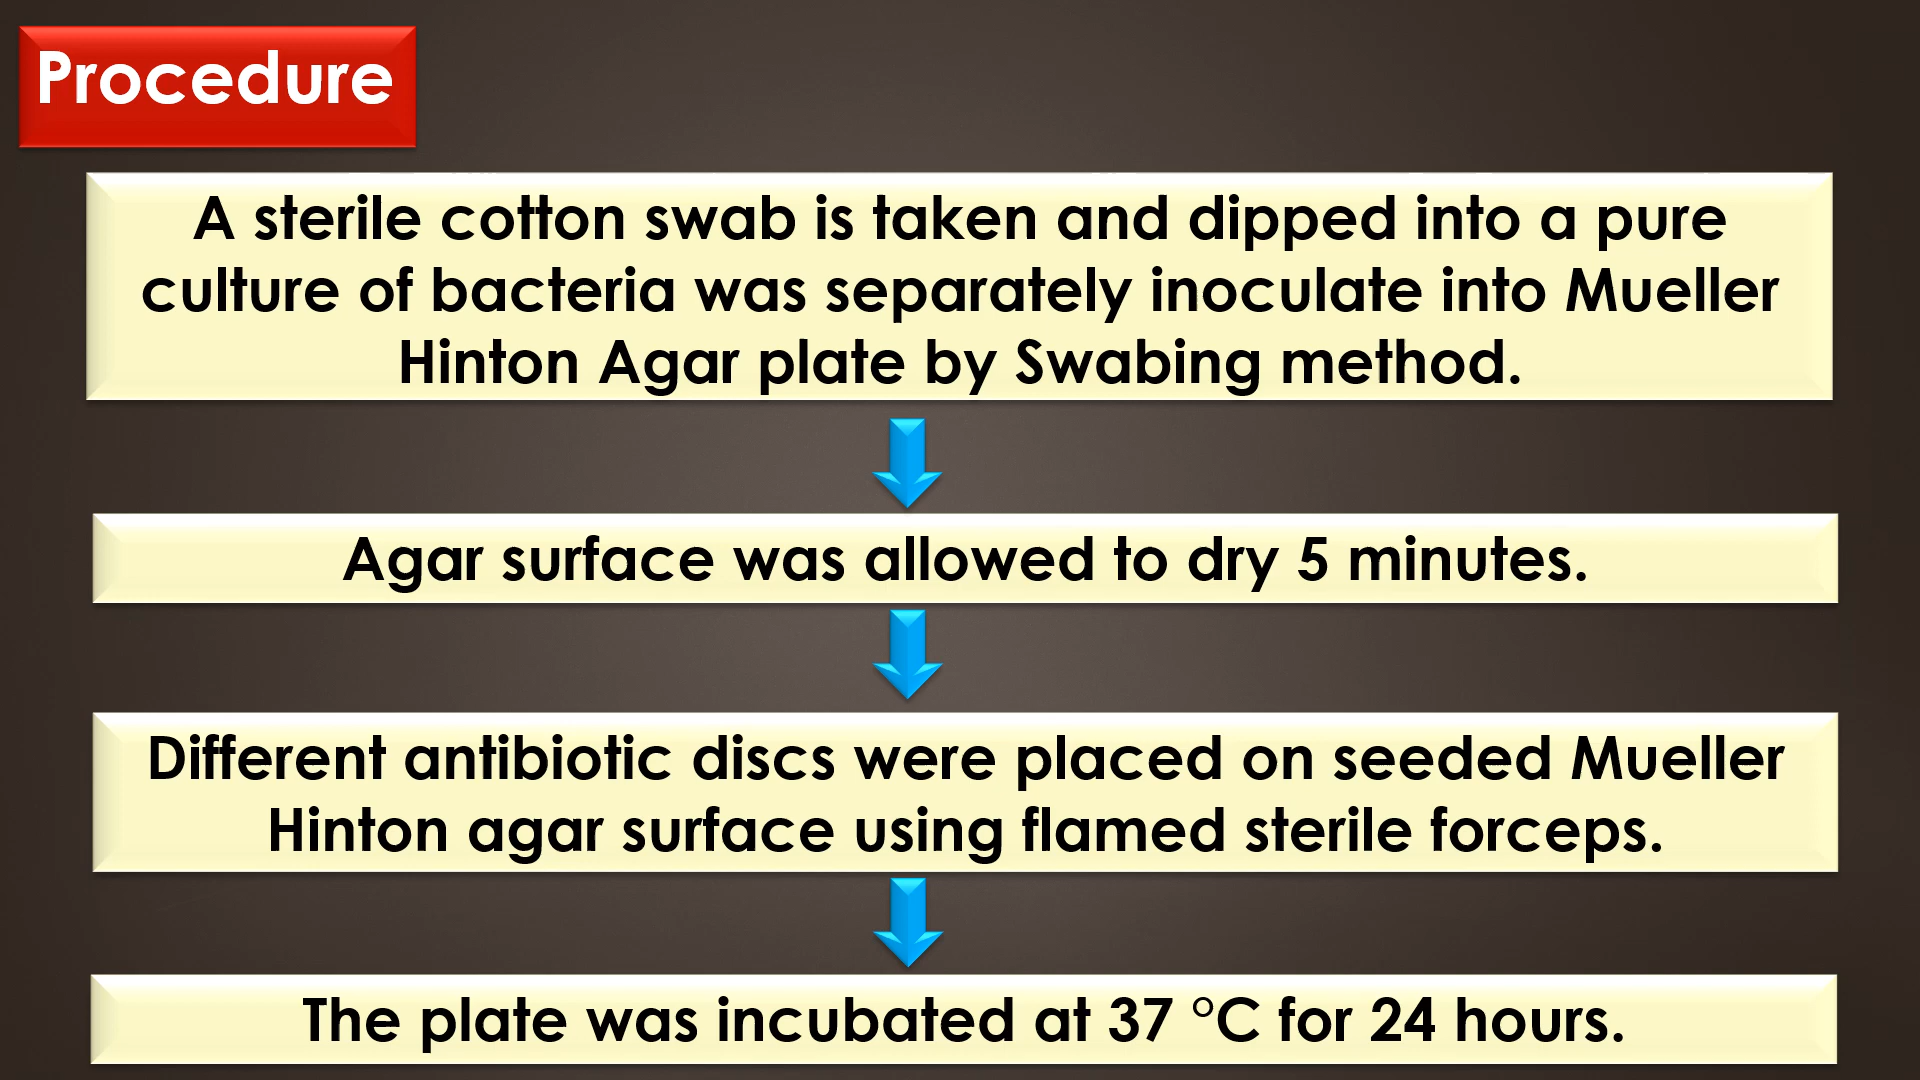 Procedure
A sterile cotton swab is taken and dipped into a pure
culture of bacteria was separately inoculate into Mueller
Hinton Agar plate by Swabing method.
Agar surface was allowed to dry 5 minutes.
Different antibiotic discs were placed on seeded Mueller
Hinton agar surface using flamed sterile forceps.
The plate was incubated at 37 °C for 24 hours.